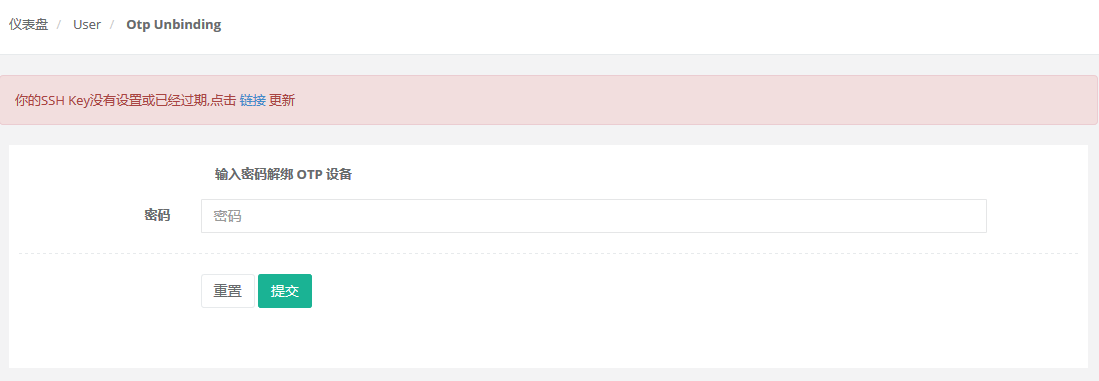 仪表盘 / User / Otp Unbinding
你的SSH Key没有设置或已经过期,点击 链接 更新
输入密码解绑 OTP 设备
密码 密码
重置 提交